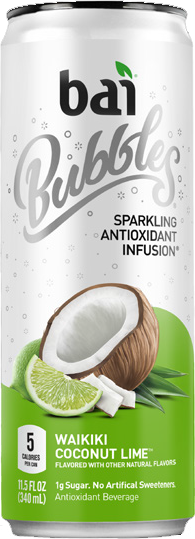 bai
Bubbles
SPARKLING
ANTIOXIDANT
INFUSION®
5
CALORIES
PER CAN
WAIKIKI
COCONUT LIME™
FLAVORED WITH OTHER NATURAL FLAVORS
11.5 FL OZ
(340 mL)
1g Sugar. No Artificial Sweeteners.
Antioxidant Beverage